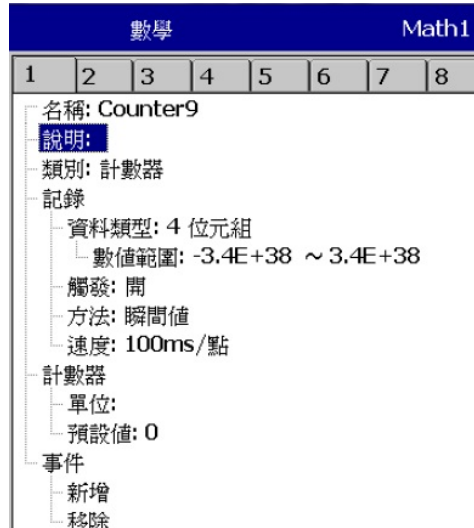 數學 Math1
1 2 3 4 5 6 7 8
名稱: Counter9
說明:
類別: 計數器
記錄
資料類型: 4 位元組
數值範圍: -3.4E+38 ~ 3.4E+38
觸發: 開
方法: 瞬間值
速度: 100ms/點
計數器
單位:
預設值: 0
事件
新增
移除